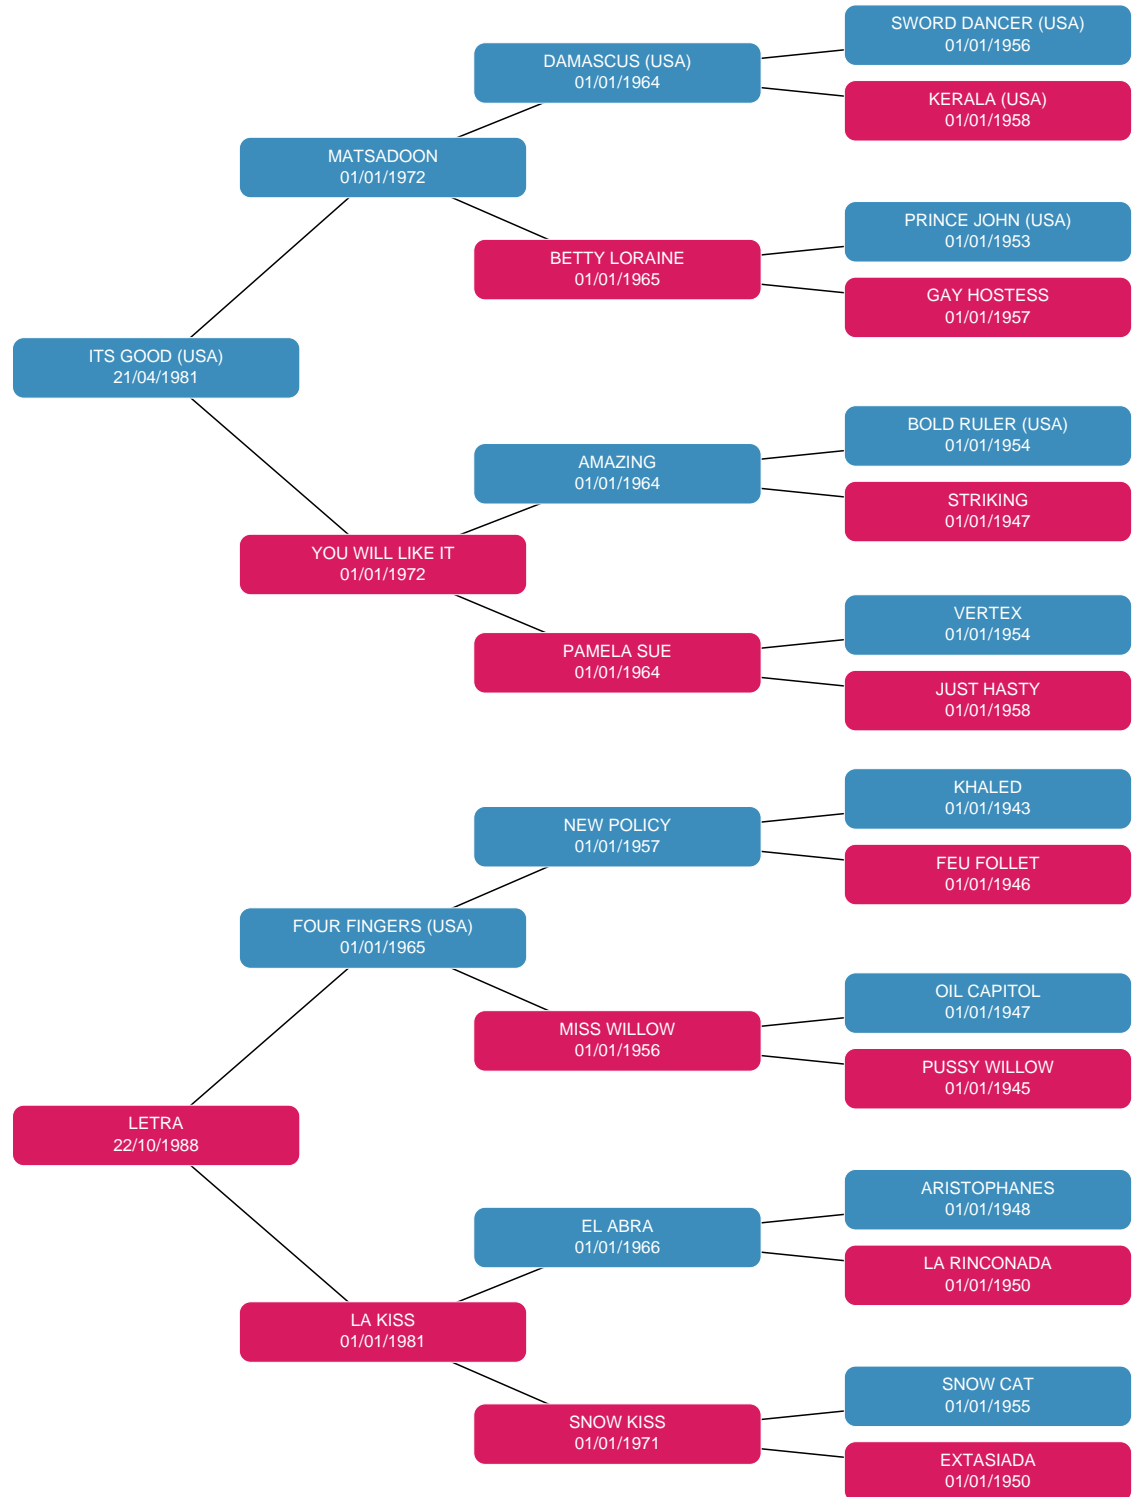 SWORD DANCER (USA)
01/01/1956
DAMASCUS (USA)
01/01/1964
KERALA (USA)
01/01/1958
MATSADOON
01/01/1972
PRINCE JOHN (USA)
01/01/1953
BETTY LORAINE
01/01/1965
GAY HOSTESS
01/01/1957
ITS GOOD (USA)
21/04/1981
BOLD RULER (USA)
01/01/1954
AMAZING
01/01/1964
STRIKING
01/01/1947
YOU WILL LIKE IT
01/01/1972
VERTEX
01/01/1954
PAMELA SUE
01/01/1964
JUST HASTY
01/01/1958
KHALED
01/01/1943
NEW POLICY
01/01/1957
FEU FOLLET
01/01/1946
FOUR FINGERS (USA)
01/01/1965
OIL CAPITOL
01/01/1947
MISS WILLOW
01/01/1956
PUSSY WILLOW
01/01/1945
LETRA
22/10/1988
ARISTOPHANES
01/01/1948
EL ABRA
01/01/1966
LA RINCONADA
01/01/1950
LA KISS
01/01/1981
SNOW CAT
01/01/1955
SNOW KISS
01/01/1971
EXTASIADA
01/01/1950